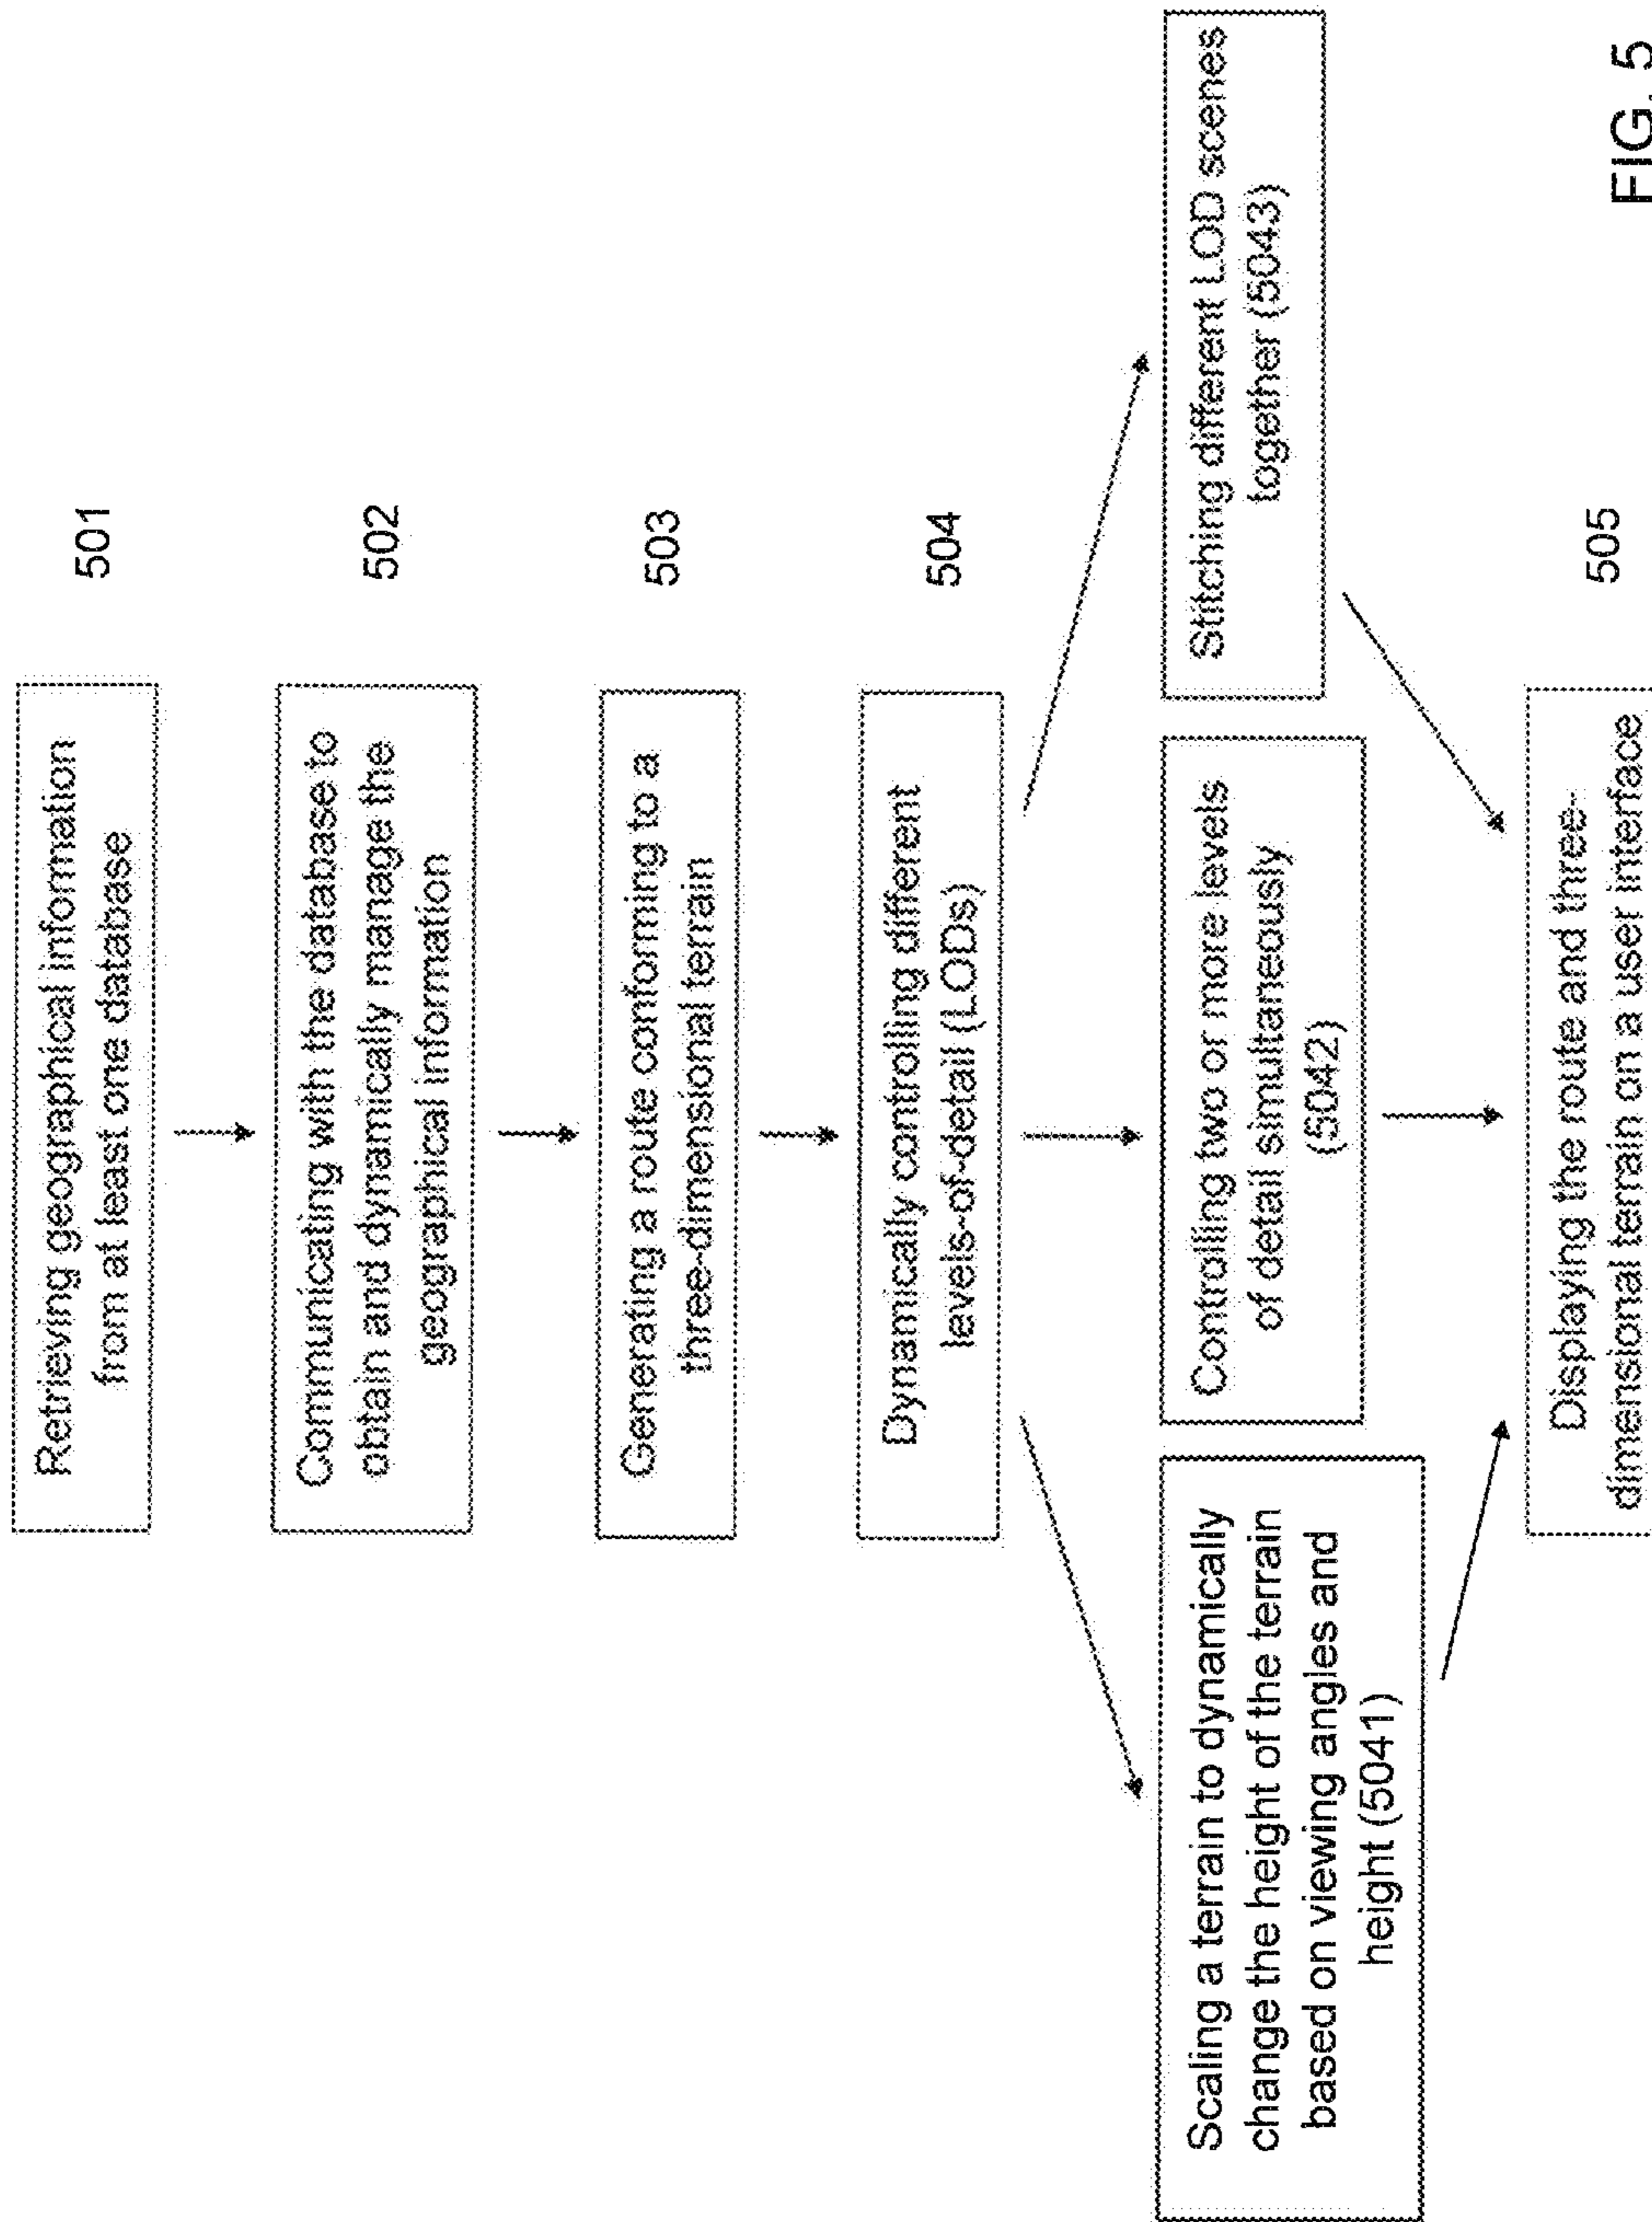 Retrieving geographical information
from at least one database
501
Communicating with the database to
obtain and dynamically manage the
geographical information
502
Generating a route conforming to a
three-dimensional terrain
503
Dynamically controlling different
levels-of-detail (LODs)
504
Scaling a terrain to dynamically
change the height of the terrain
based on viewing angles and
height (5041)
Controlling two or more levels
of detail simultaneously
(5042)
Stitching different LOD scenes
together (5043)
Displaying the route and three-
dimensional terrain on a user interface
505
FIG. 5